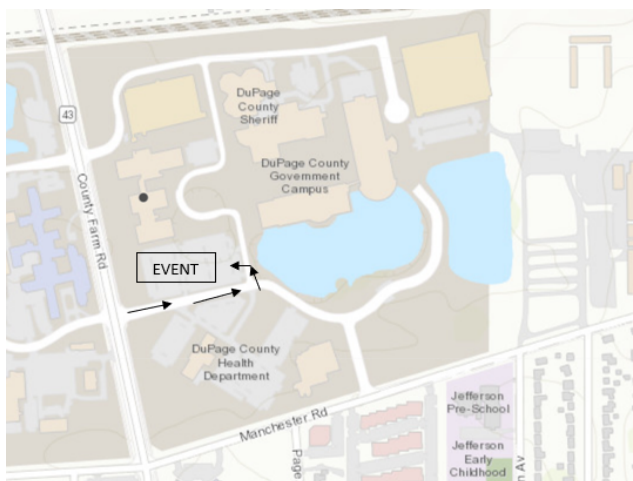 DuPage
County
Sheriff
43
DuPage County
Government
Campus
County Farm Rd
EVENT
DuPage County
Health
Department
Manchester Rd
Jefferson
Pre-School
Jefferson
Early
Childhood
Page
n Av